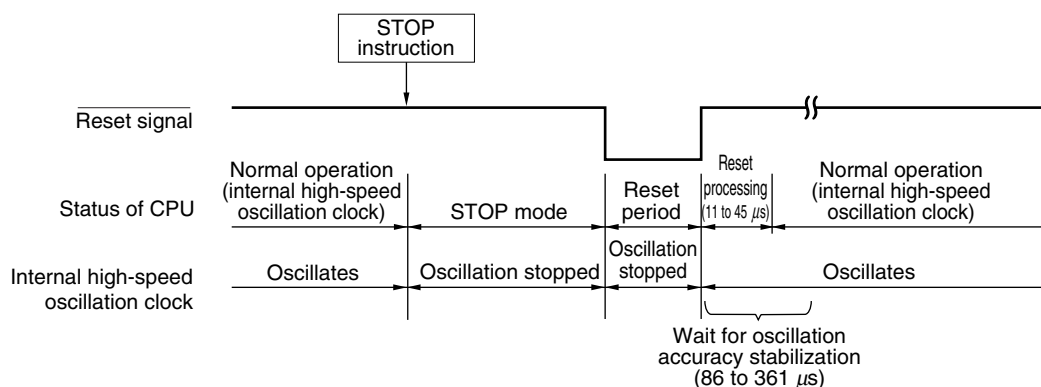 STOP
instruction
Reset signal
Status of CPU
Normal operation
(internal high-speed
oscillation clock)
STOP mode
Reset
period
Reset
processing
(11 to 45 μs)
Normal operation
(internal high-speed
oscillation clock)
Internal high-speed
oscillation clock
Oscillates
Oscillation stopped
Oscillation
stopped
Oscillates
Wait for oscillation
accuracy stabilization
(86 to 361 μs)